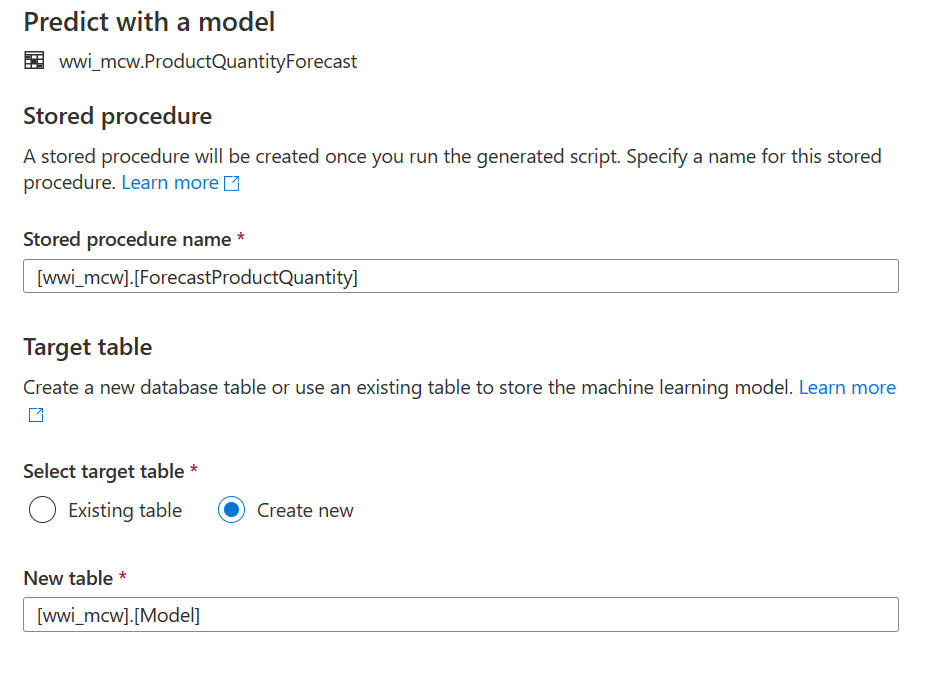 Predict with a model
wwi_mcw.ProductQuantityForecast
Stored procedure
A stored procedure will be created once you run the generated script. Specify a name for this stored
procedure. Learn more
Stored procedure name *
[wwi_mcw].[ForecastProductQuantity]
Target table
Create a new database table or use an existing table to store the machine learning model. Learn more
Select target table *
Existing table Create new
New table *
[wwi_mcw].[Model]